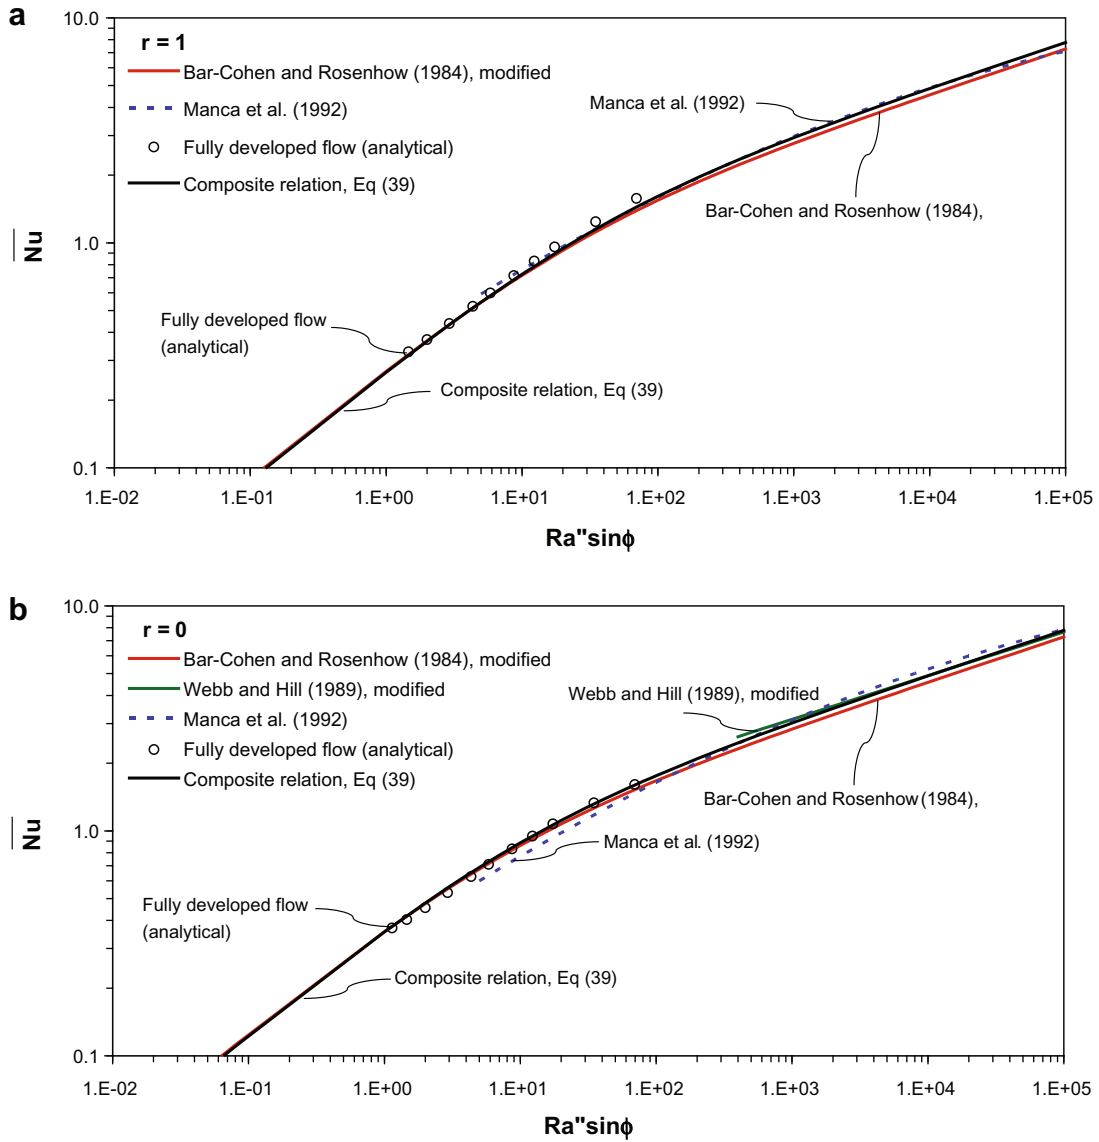 a
10.0
r = 1
Bar-Cohen and Rosenhow (1984), modified
Manca et al. (1992)
Manca et al. (1992)
Fully developed flow (analytical)
Composite relation, Eq (39)
Bar-Cohen and Rosenhow (1984),
1.0
Nu
Fully developed flow
(analytical)
Composite relation, Eq (39)
0.1
1.E-02 1.E-01 1.E+00 1.E+01 1.E+02 1.E+03 1.E+04 1.E+05
Ra"sinϕ
b
10.0
r = 0
Bar-Cohen and Rosenhow (1984), modified
Webb and Hill (1989), modified
Webb and Hill (1989), modified
Manca et al. (1992)
Fully developed flow (analytical)
Composite relation, Eq (39)
Bar-Cohen and Rosenhow (1984),
1.0
Manca et al. (1992)
Nu
Fully developed flow
(analytical)
Composite relation, Eq (39)
0.1
1.E-02 1.E-01 1.E+00 1.E+01 1.E+02 1.E+03 1.E+04 1.E+05
Ra"sinϕ